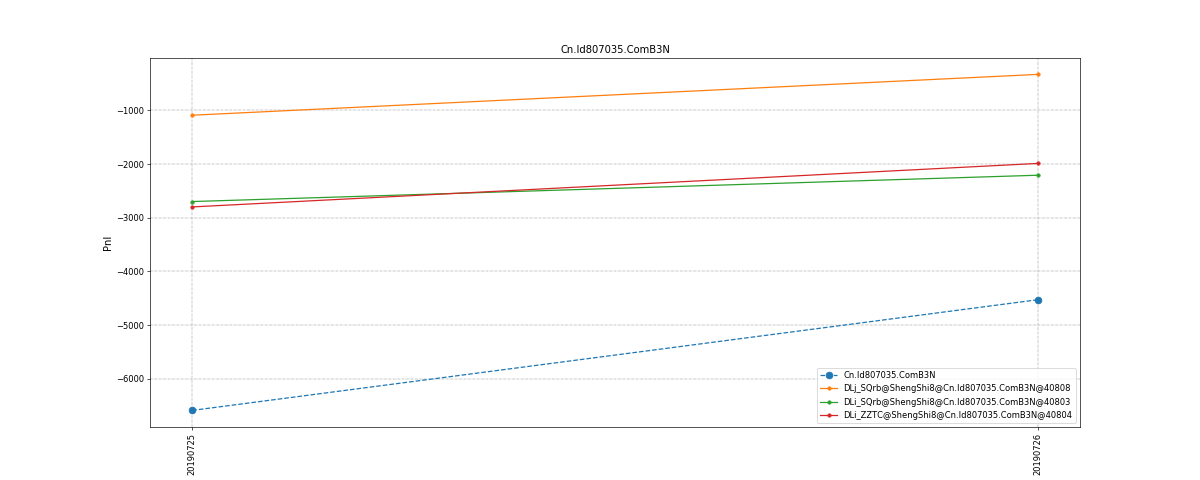 Cn.Id807035.ComB3N
PnI
−1000
−2000
−3000
−4000
−5000
−6000
20190725
20190726
Cn.Id807035.ComB3N
DLj_SQrb@ShengShi8@Cn.Id807035.ComB3N@40808
DLi_SQrb@ShengShi8@Cn.Id807035.ComB3N@40803
DLi_ZZTC@ShengShi8@Cn.Id807035.ComB3N@40804